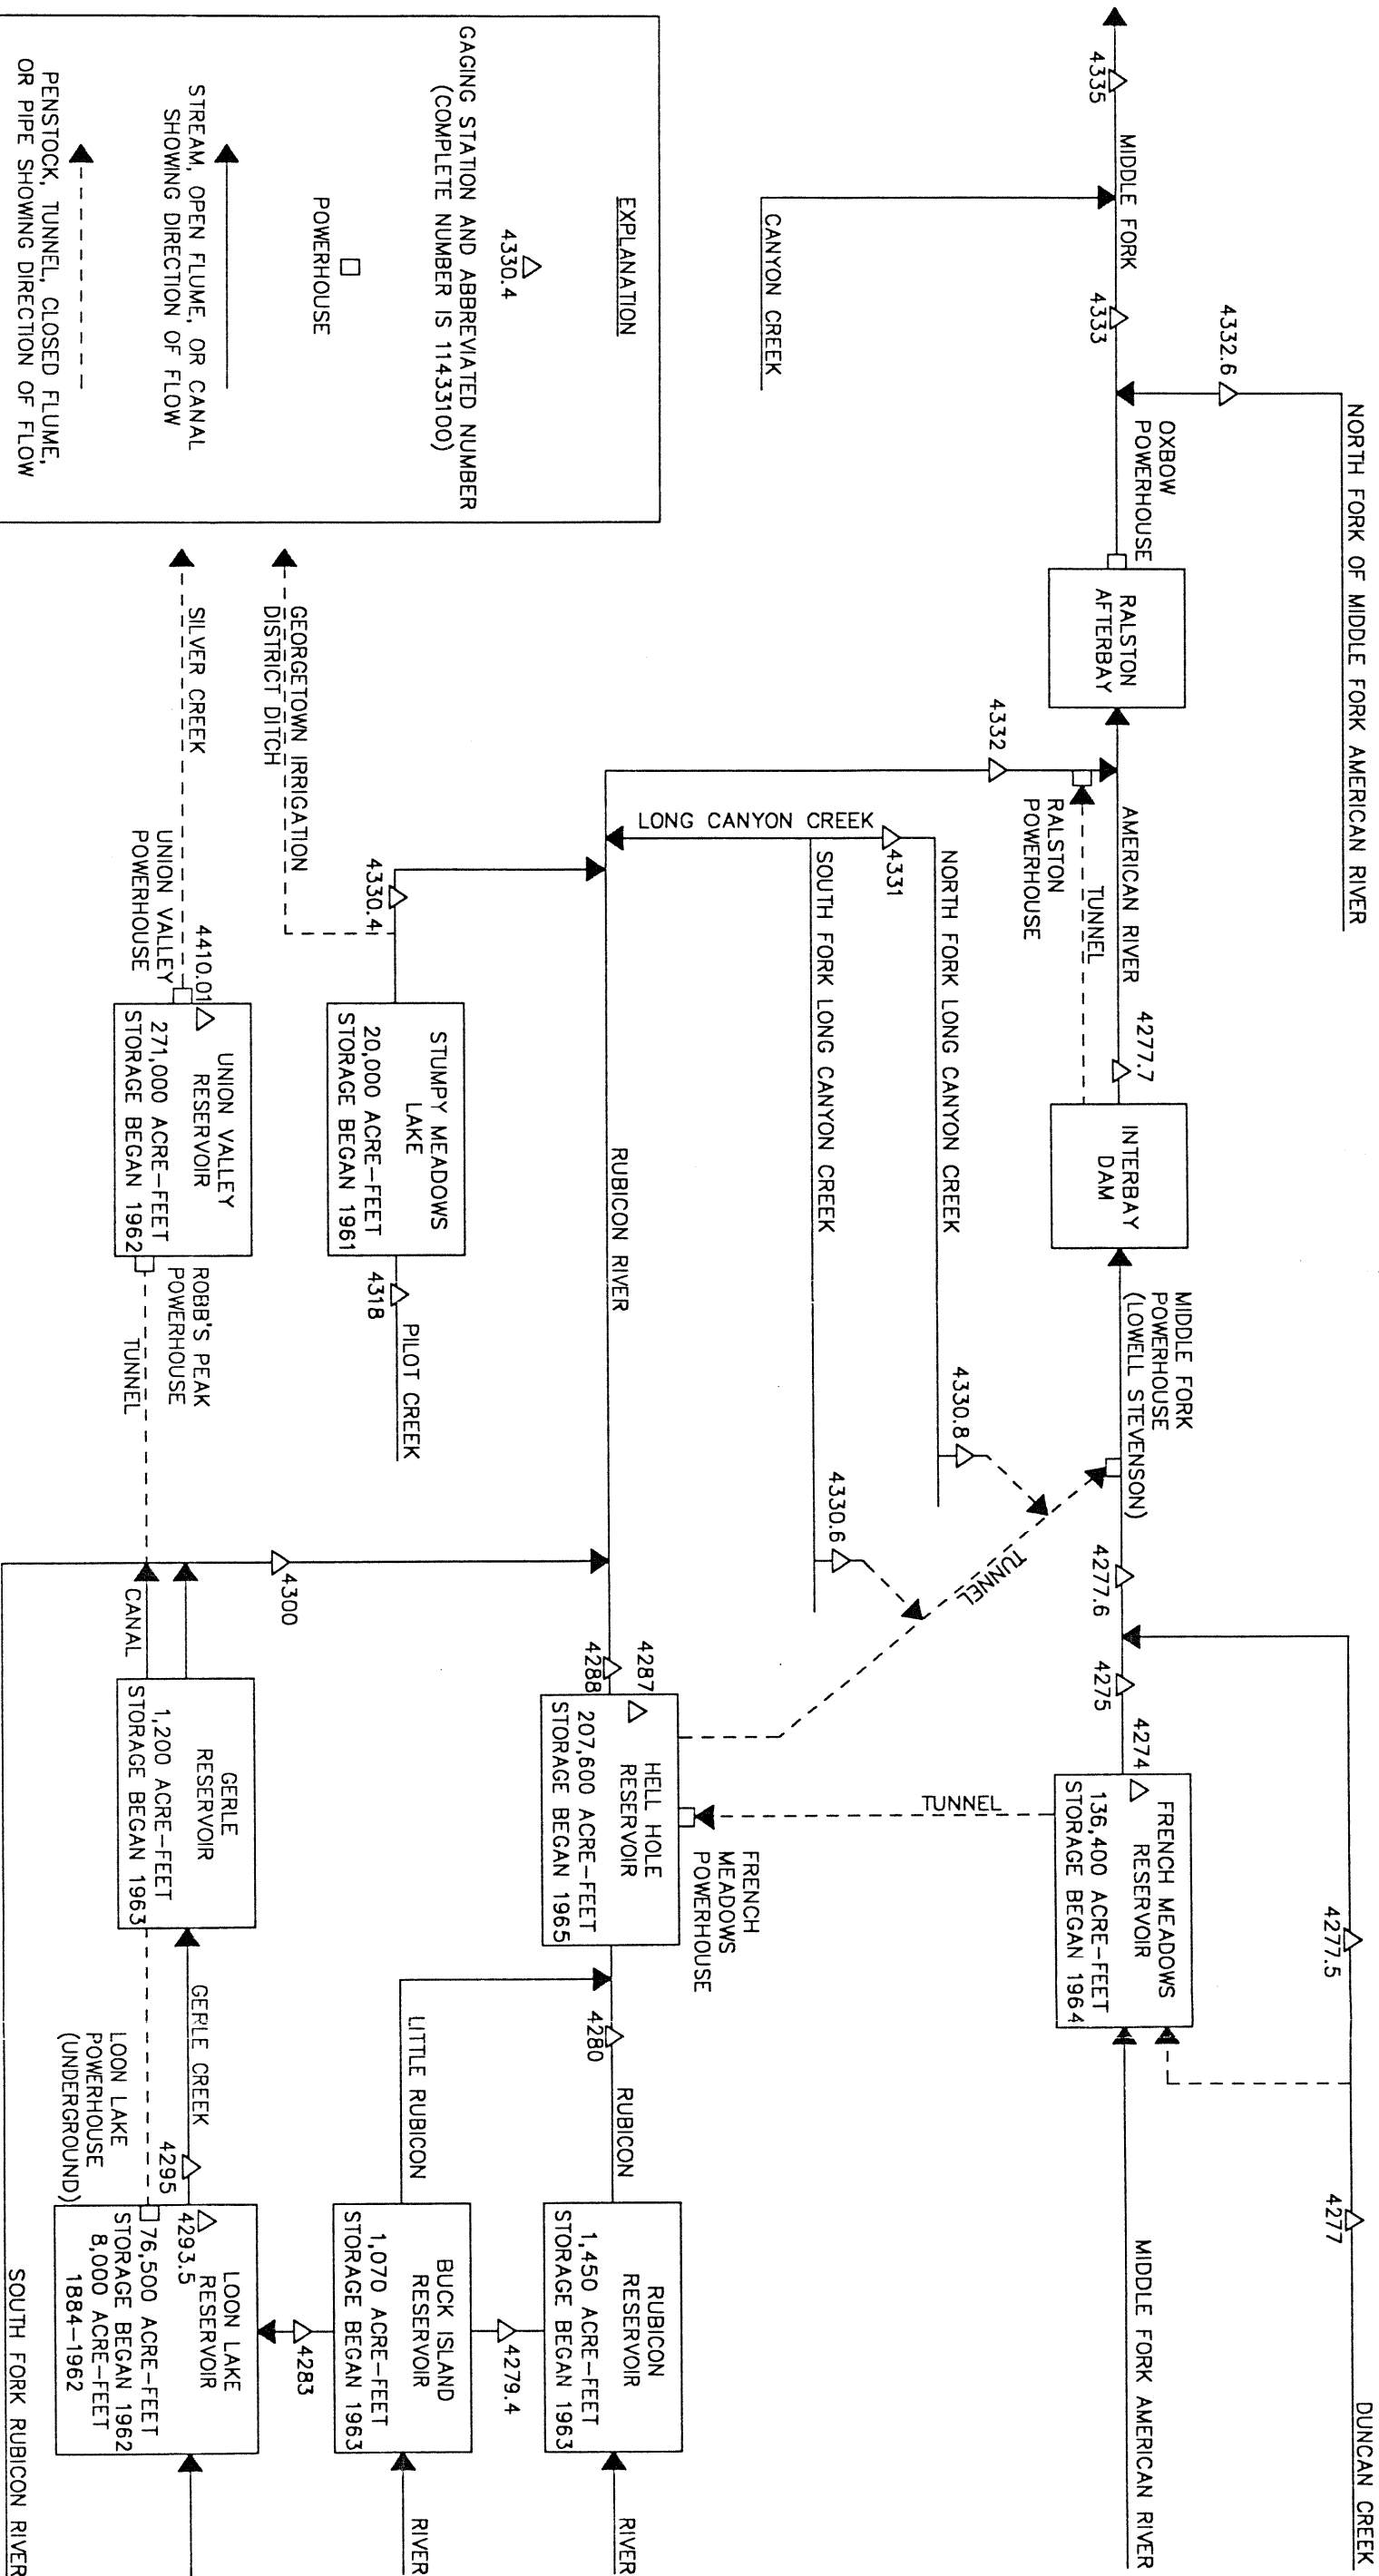 NORTH FORK OF MIDDLE FORK AMERICAN RIVER
4332.6
DUNCAN CREEK
4277.5
4277
4335
MIDDLE FORK
4333
OXBOW
POWERHOUSE
RALSTON
AFTERBAY
AMERICAN RIVER
4277.7
TUNNEL
INTERBAY
DAM
MIDDLE FORK
POWERHOUSE
(LOWELL STEVENSON)
4277.6
4275
4274
FRENCH MEADOWS
RESERVOIR
136,400 ACRE-FEET
STORAGE BEGAN 1964
MIDDLE FORK AMERICAN RIVER
CANYON CREEK
4332
RALSTON
POWERHOUSE
LONG CANYON CREEK
4331
NORTH FORK LONG CANYON CREEK
4330.8
SOUTH FORK LONG CANYON CREEK
4330.6
TUNNEL
TUNNEL
FRENCH
MEADOWS
POWERHOUSE
RUBICON RIVER
4287
4288
HELL HOLE
RESERVOIR
207,600 ACRE-FEET
STORAGE BEGAN 1965
4280
RUBICON
RUBICON
RESERVOIR
1,450 ACRE-FEET
STORAGE BEGAN 1963
RIVER
4279.4
LITTLE RUBICON
BUCK ISLAND
RESERVOIR
1,070 ACRE-FEET
STORAGE BEGAN 1963
RIVER
4283
GEORGETOWN IRRIGATION
DISTRICT DITCH
4330.4
STUMPY MEADOWS
LAKE
20,000 ACRE-FEET
STORAGE BEGAN 1961
4318
PILOT CREEK
4300
SILVER CREEK
UNION VALLEY
POWERHOUSE
4410.01
UNION VALLEY
RESERVOIR
271,000 ACRE-FEET
STORAGE BEGAN 1962
ROBB'S PEAK
POWERHOUSE
TUNNEL
CANAL
GERLE
RESERVOIR
1,200 ACRE-FEET
STORAGE BEGAN 1963
GERLE CREEK
LOON LAKE
POWERHOUSE
(UNDERGROUND)
4295
4293.5
LOON LAKE
RESERVOIR
76,500 ACRE-FEET
STORAGE BEGAN 1962
8,000 ACRE-FEET
1884-1962
SOUTH FORK RUBICON RIVER
EXPLANATION
4330.4
GAGING STATION AND ABBREVIATED NUMBER
(COMPLETE NUMBER IS 11433100)
POWERHOUSE
STREAM, OPEN FLUME, OR CANAL
SHOWING DIRECTION OF FLOW
PENSTOCK, TUNNEL, CLOSED FLUME,
OR PIPE SHOWING DIRECTION OF FLOW